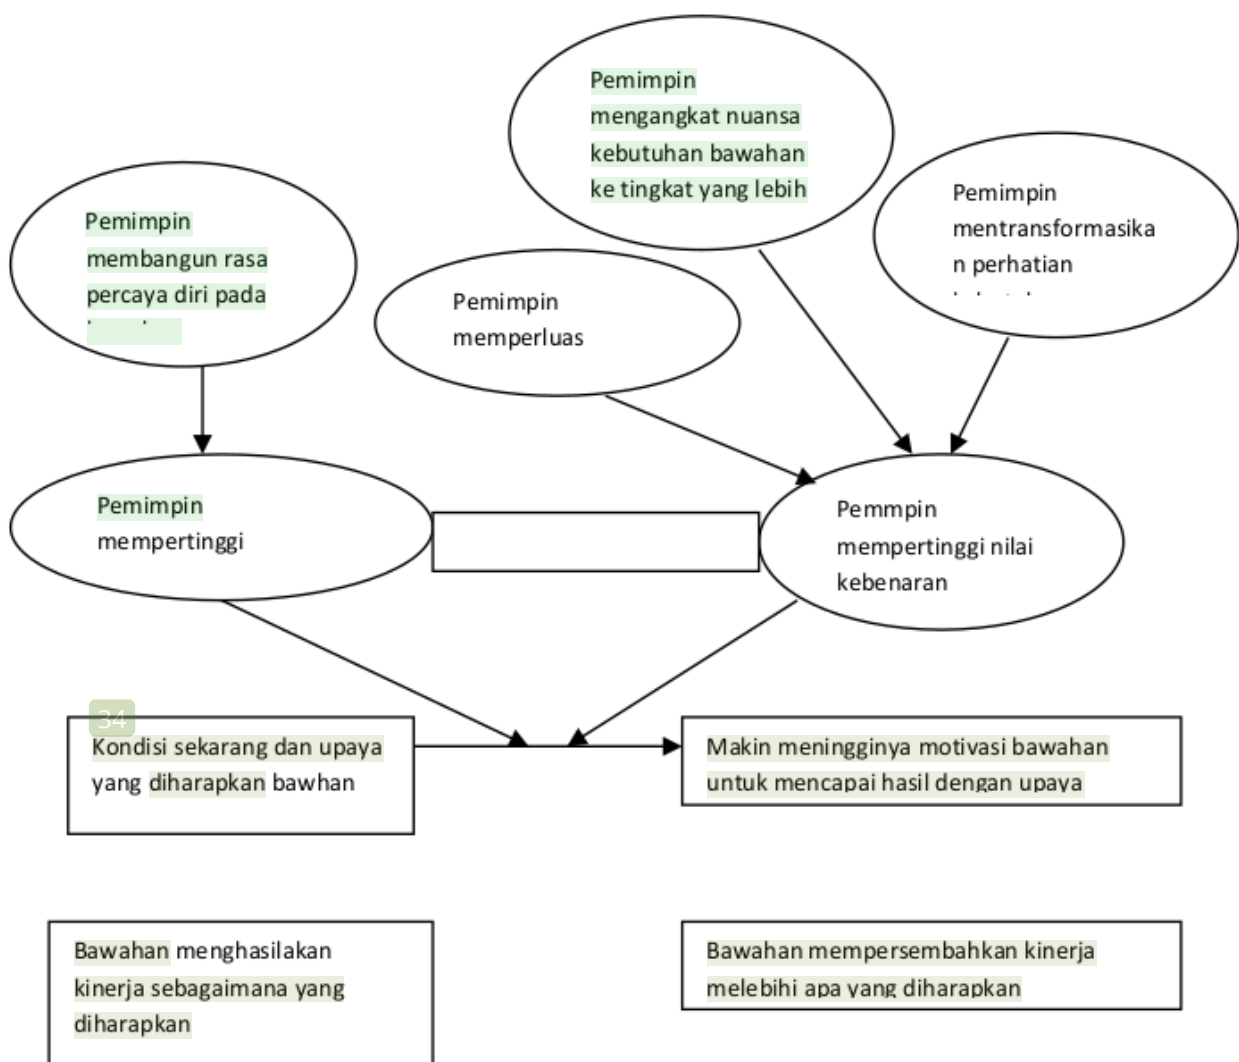 Pemimpin
mengangkat nuansa
kebutuhan bawahan
ke tingkat yang lebih
Pemimpin
mentransformasika
n perhatian
Pemimpin
membangun rasa
percaya diri pada
Pemimpin
memperluas
Pemimpin
mempertinggi
Pemmpin
mempertinggi nilai
kebenaran
34
Kondisi sekarang dan upaya
yang diharapkan bawhan
Makin meningginya motivasi bawahan
untuk mencapai hasil dengan upaya
Bawahan menghasilakan
kinerja sebagaimana yang
diharapkan
Bawahan mempersembahkan kinerja
melebihi apa yang diharapkan